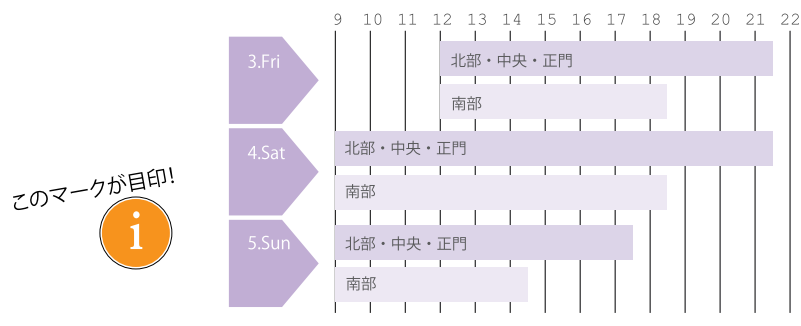 9 10 11 12 13 14 15 16 17 18 19 20 21 22
3.Fri
北部・中央・正門
南部
4.Sat
北部・中央・正門
南部
このマークが目印!
i
5.Sun
北部・中央・正門
南部